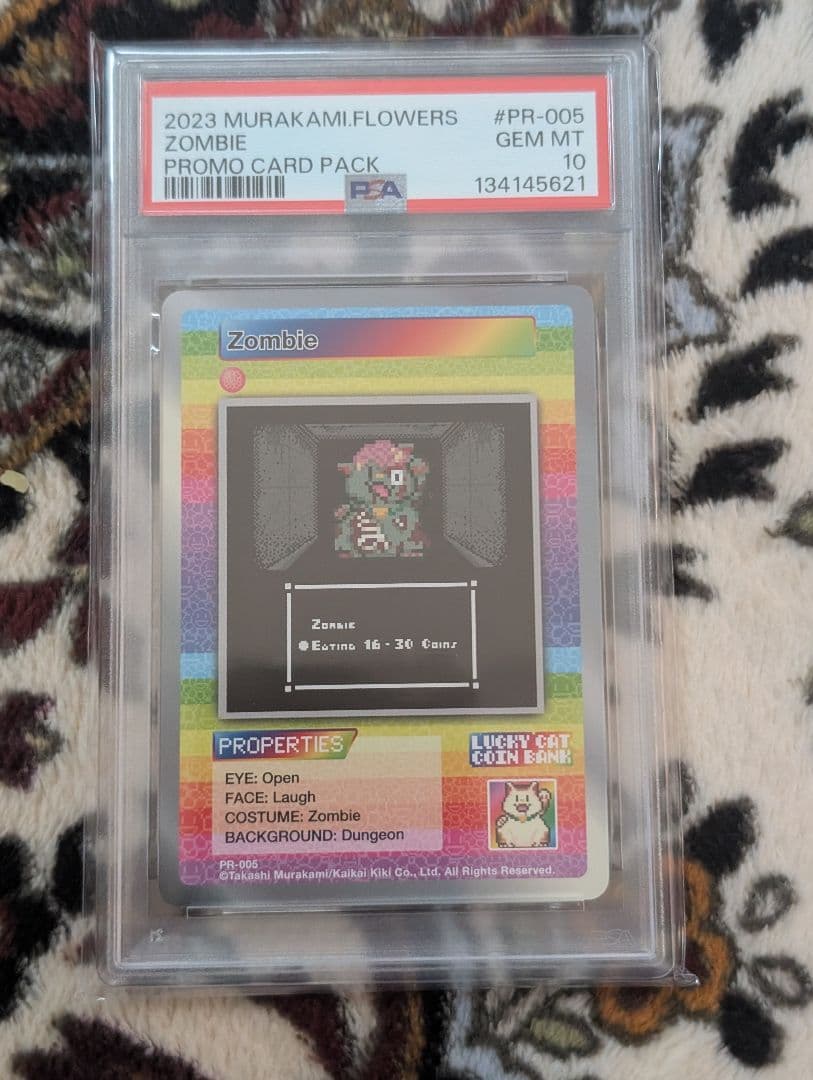 2023 MURAKAMI.FLOWERS #PR-005
ZOMBIE GEM MT
PROMO CARD PACK 10
PSA 134145621
Zombie
Zombie
Eating 16-30 Coins
PROPERTIES
LUCKY CAT
COIN BANK
EYE: Open
FACE: Laugh
COSTUME: Zombie
BACKGROUND: Dungeon
PR-005
©Takashi Murakami/Kaikai Kiki Co., Ltd. All Rights Reserved.
PSA